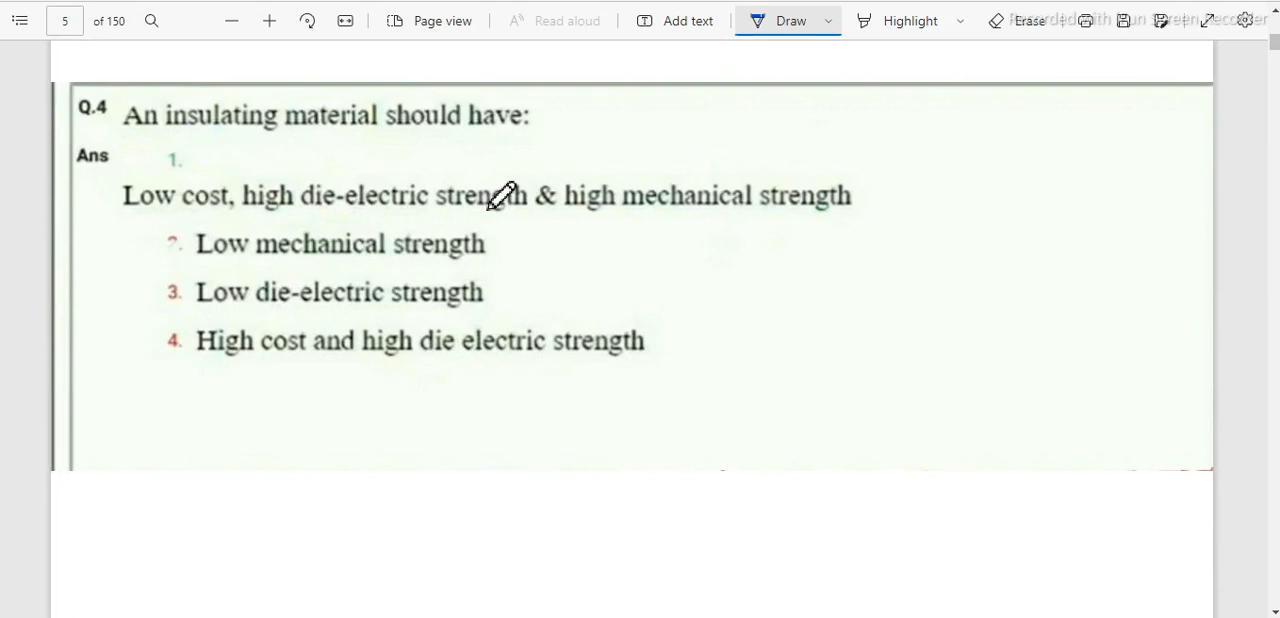 5 of 150 Page view Read aloud Add text Draw Highlight Erase
Q.4 An insulating material should have:
Ans 1.
Low cost, high die-electric strength & high mechanical strength
2. Low mechanical strength
3. Low die-electric strength
4. High cost and high die electric strength